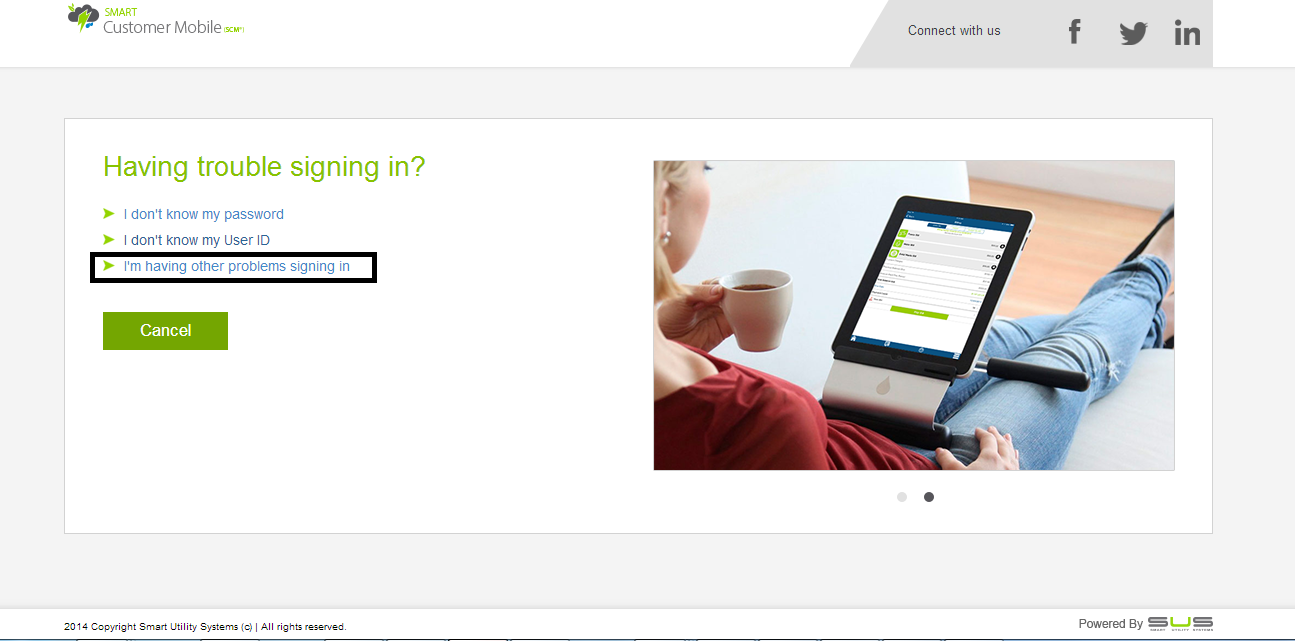 SMART
Customer Mobile (SCM®)
Connect with us
Having trouble signing in?
I don't know my password
I don't know my User ID
I'm having other problems signing in
Cancel
2014 Copyright Smart Utility Systems (c) | All rights reserved.
Powered By SUS
SMART UTILITY SYSTEMS